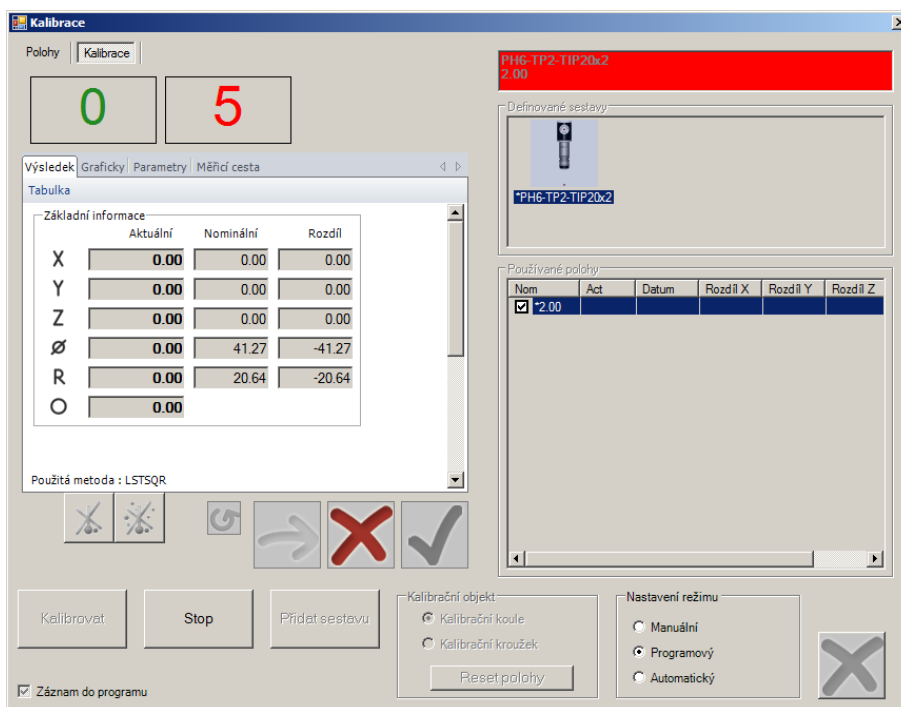 Kalibrace
Polohy Kalibrace
0 5
Výsledek Graficky Parametry Měřicí cesta
Tabulka
Základní informace
Aktuální Nominální Rozdíl
X 0.00 0.00 0.00
Y 0.00 0.00 0.00
Z 0.00 0.00 0.00
Ø 0.00 41.27 -41.27
R 0.00 20.64 -20.64
O 0.00
Použitá metoda : LSTSQR
PH6-TP2-TIP20x2
2.00
Definované sestavy
*PH6-TP2-TIP20x2
Používané polohy
Nom Act Datum Rozdíl X Rozdíl Y Rozdíl Z
*2.00
Kalibrovat Stop Přidat sestavu
Záznam do programu
Kalibrační objekt
Kalibrační koule
Kalibrační kroužek
Reset polohy
Nastavení režimu
Manuální
Programový
Automatický